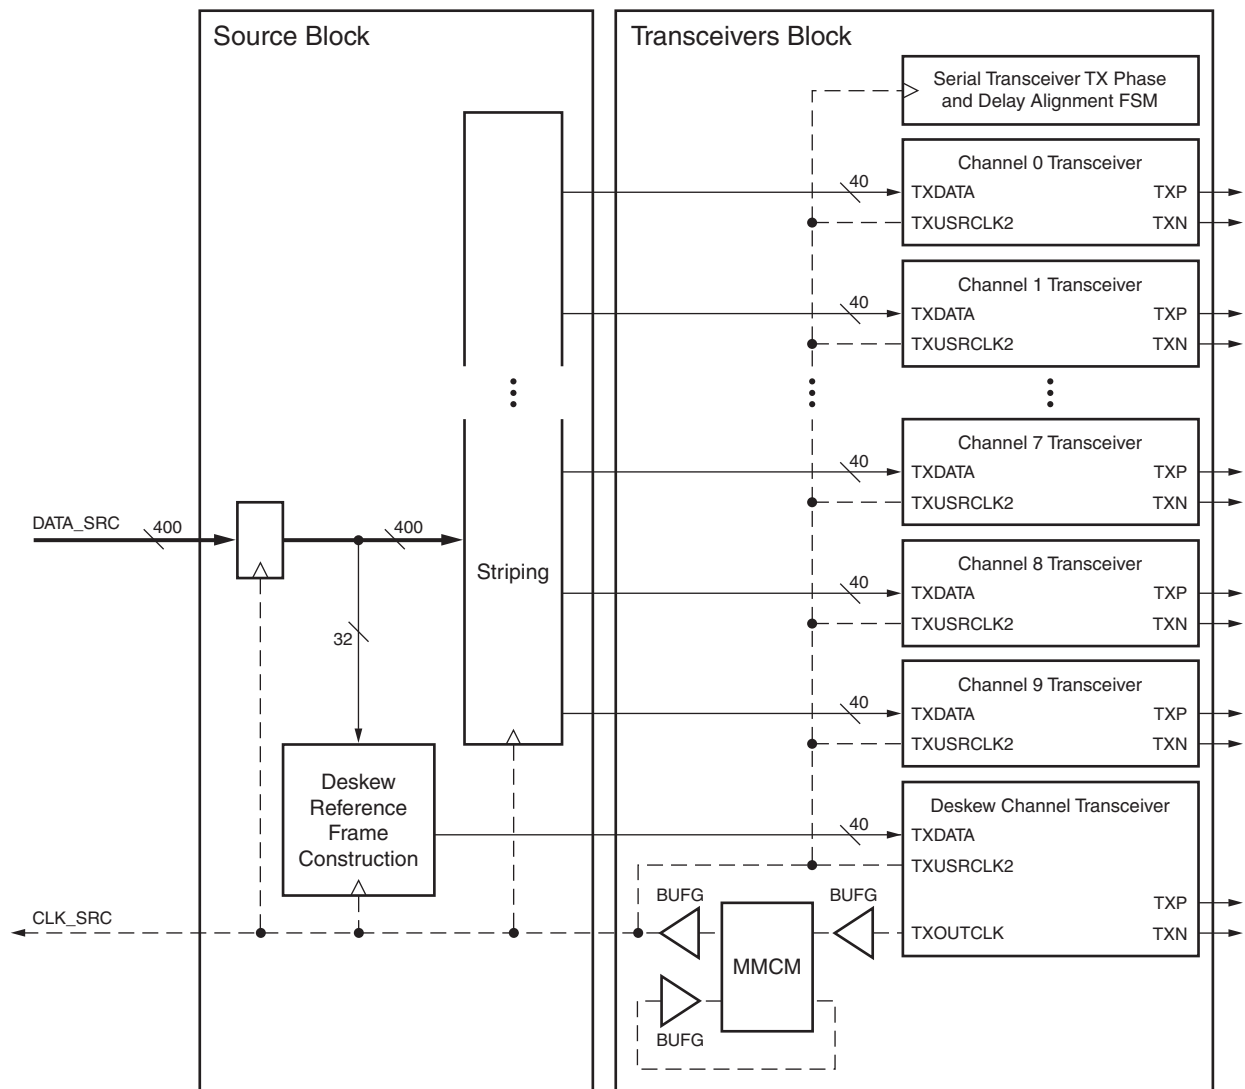 Source Block
Transceivers Block
Serial Transceiver TX Phase
and Delay Alignment FSM
Channel 0 Transceiver
40
TXDATA
TXP
TXUSRCLK2
TXN
Channel 1 Transceiver
40
TXDATA
TXP
TXUSRCLK2
TXN
Channel 7 Transceiver
40
TXDATA
TXP
TXUSRCLK2
TXN
DATA_SRC
400
400
Striping
Channel 8 Transceiver
40
TXDATA
TXP
TXUSRCLK2
TXN
32
Channel 9 Transceiver
40
TXDATA
TXP
TXUSRCLK2
TXN
Deskew
Reference
Frame
Construction
Deskew Channel Transceiver
40
TXDATA
TXUSRCLK2
TXP
CLK_SRC
BUFG
BUFG
TXOUTCLK
TXN
MMCM
BUFG